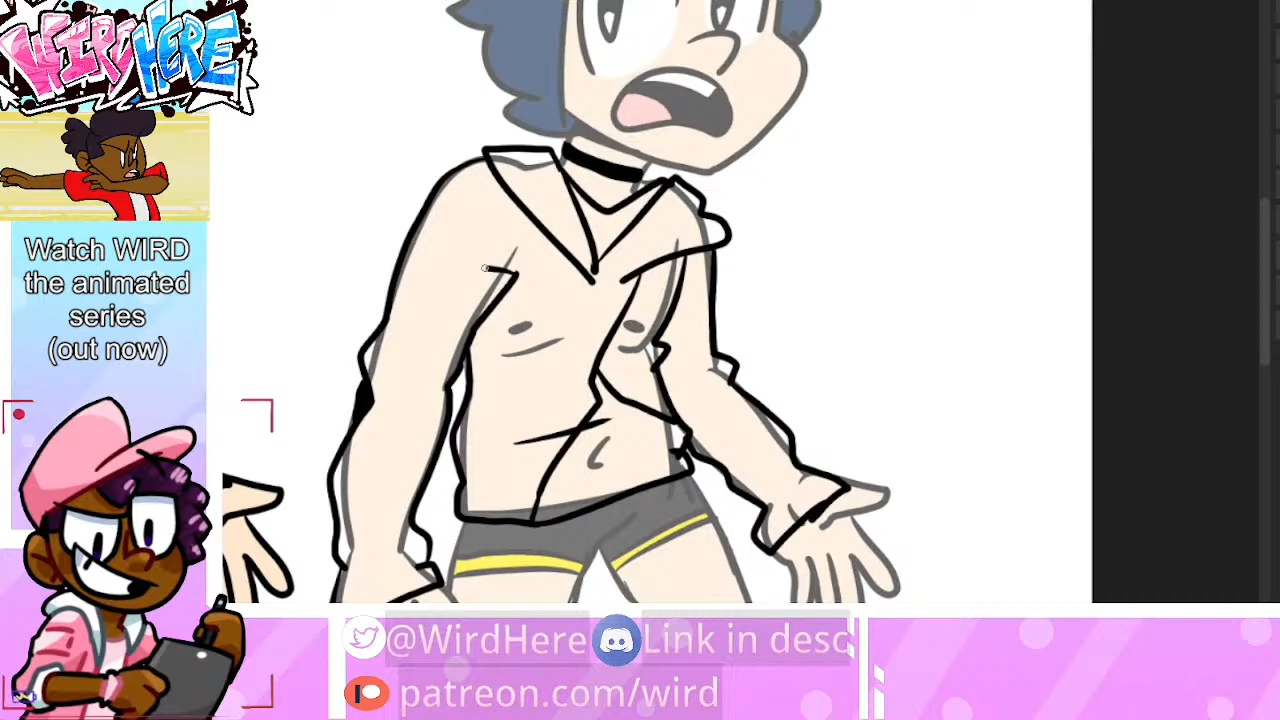 WIRDHERE
Watch WIRD
the animated
series
(out now)
@WirdHere
Link in desc
patreon.com/wird